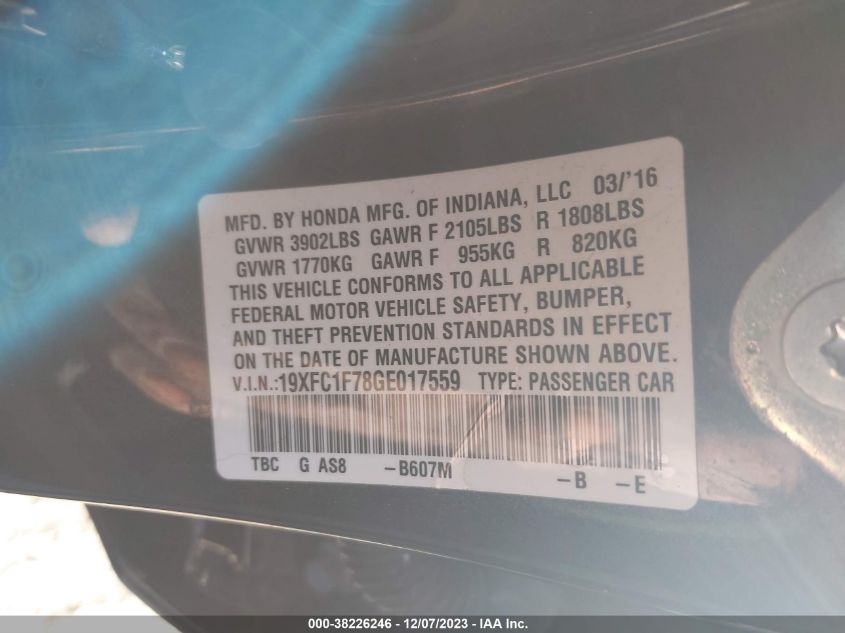 MFD. BY HONDA MFG. OF INDIANA, LLC 03/'16
GVWR 3902LBS GAWR F 2105LBS R 1808LBS
GVWR 1770KG GAWR F 955KG R 820KG
THIS VEHICLE CONFORMS TO ALL APPLICABLE
FEDERAL MOTOR VEHICLE SAFETY, BUMPER,
AND THEFT PREVENTION STANDARDS IN EFFECT
ON THE DATE OF MANUFACTURE SHOWN ABOVE.
V.I.N.:19XFC1F78GE017559 TYPE: PASSENGER CAR
TBC G AS8 –B607M –B –E
000-38226246 - 12/07/2023 - IAA Inc.